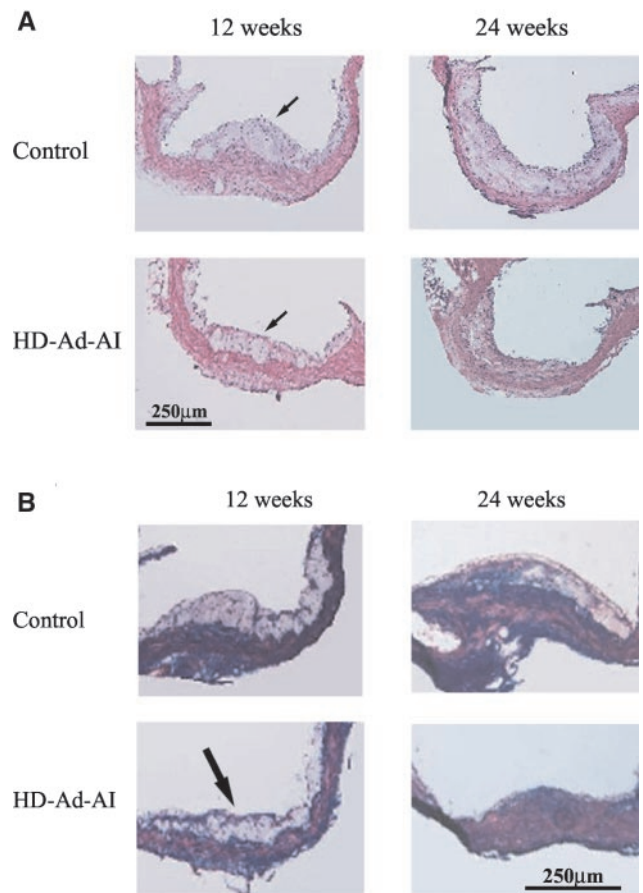 A
12 weeks 24 weeks
Control
HD-Ad-AI
250μm
B
12 weeks 24 weeks
Control
HD-Ad-AI
250μm